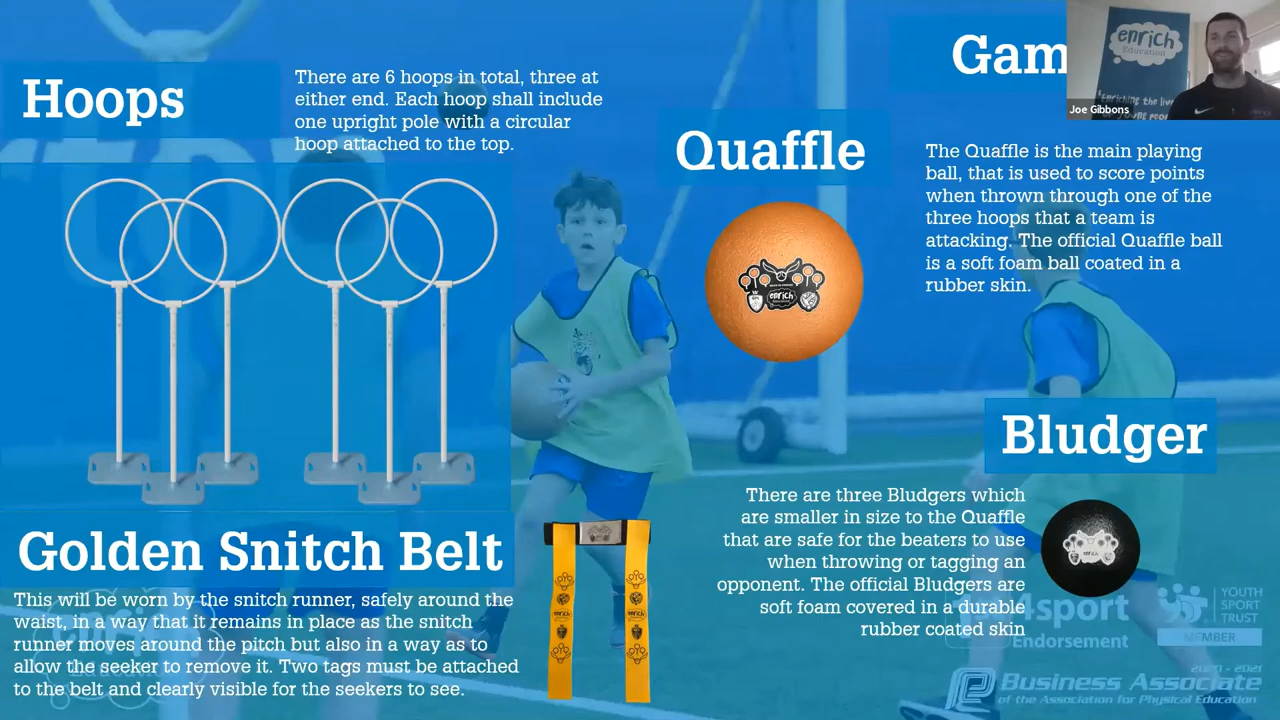 Hoops
There are 6 hoops in total, three at
either end. Each hoop shall include
one upright pole with a circular
hoop attached to the top.
Gam
enrich
Education
Joe Gibbons
Quaffle
The Quaffle is the main playing
ball, that is used to score points
when thrown through one of the
three hoops that a team is
attacking. The official Quaffle ball
is a soft foam ball coated in a
rubber skin.
enrich
Bludger
There are three Bludgers which
are smaller in size to the Quaffle
that are safe for the beaters to use
when throwing or tagging an
opponent. The official Bludgers are
soft foam covered in a durable
rubber coated skin
enrich
Golden Snitch Belt
This will be worn by the snitch runner, safely around the
waist, in a way that it remains in place as the snitch
runner moves around the pitch but also in a way as to
allow the seeker to remove it. Two tags must be attached
to the belt and clearly visible for the seekers to see.
enrich
enrich
4sport
Endorsement
YOUTH
SPORT
TRUST
MEMBER
2020 - 2021
Business Associate
of the Association for Physical Education